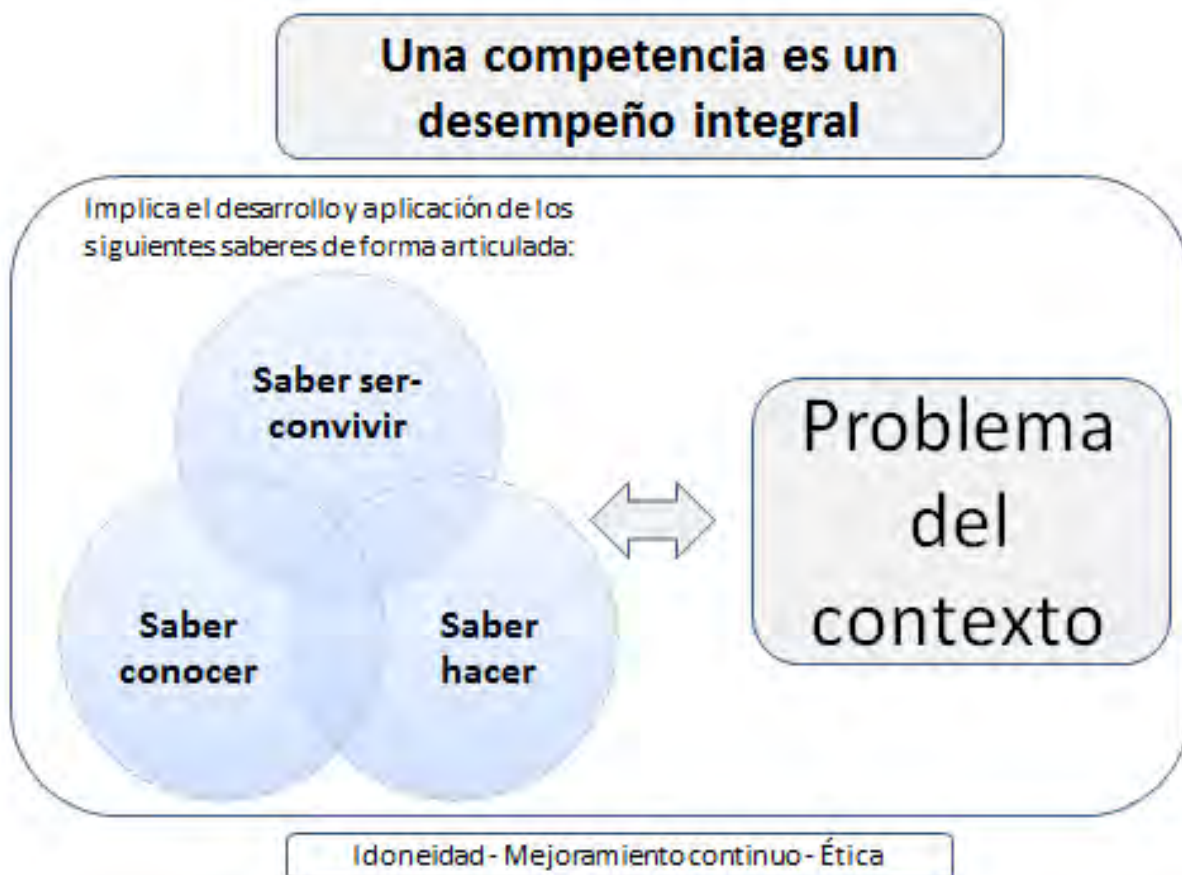 Una competencia es un
desempeño integral
Implica el desarrollo y aplicación de los
siguientes saberes de forma articulada:
Saber ser-
convivir
Saber
conocer
Saber
hacer
Problema
del
contexto
Idoneidad - Mejoramiento continuo - Ética